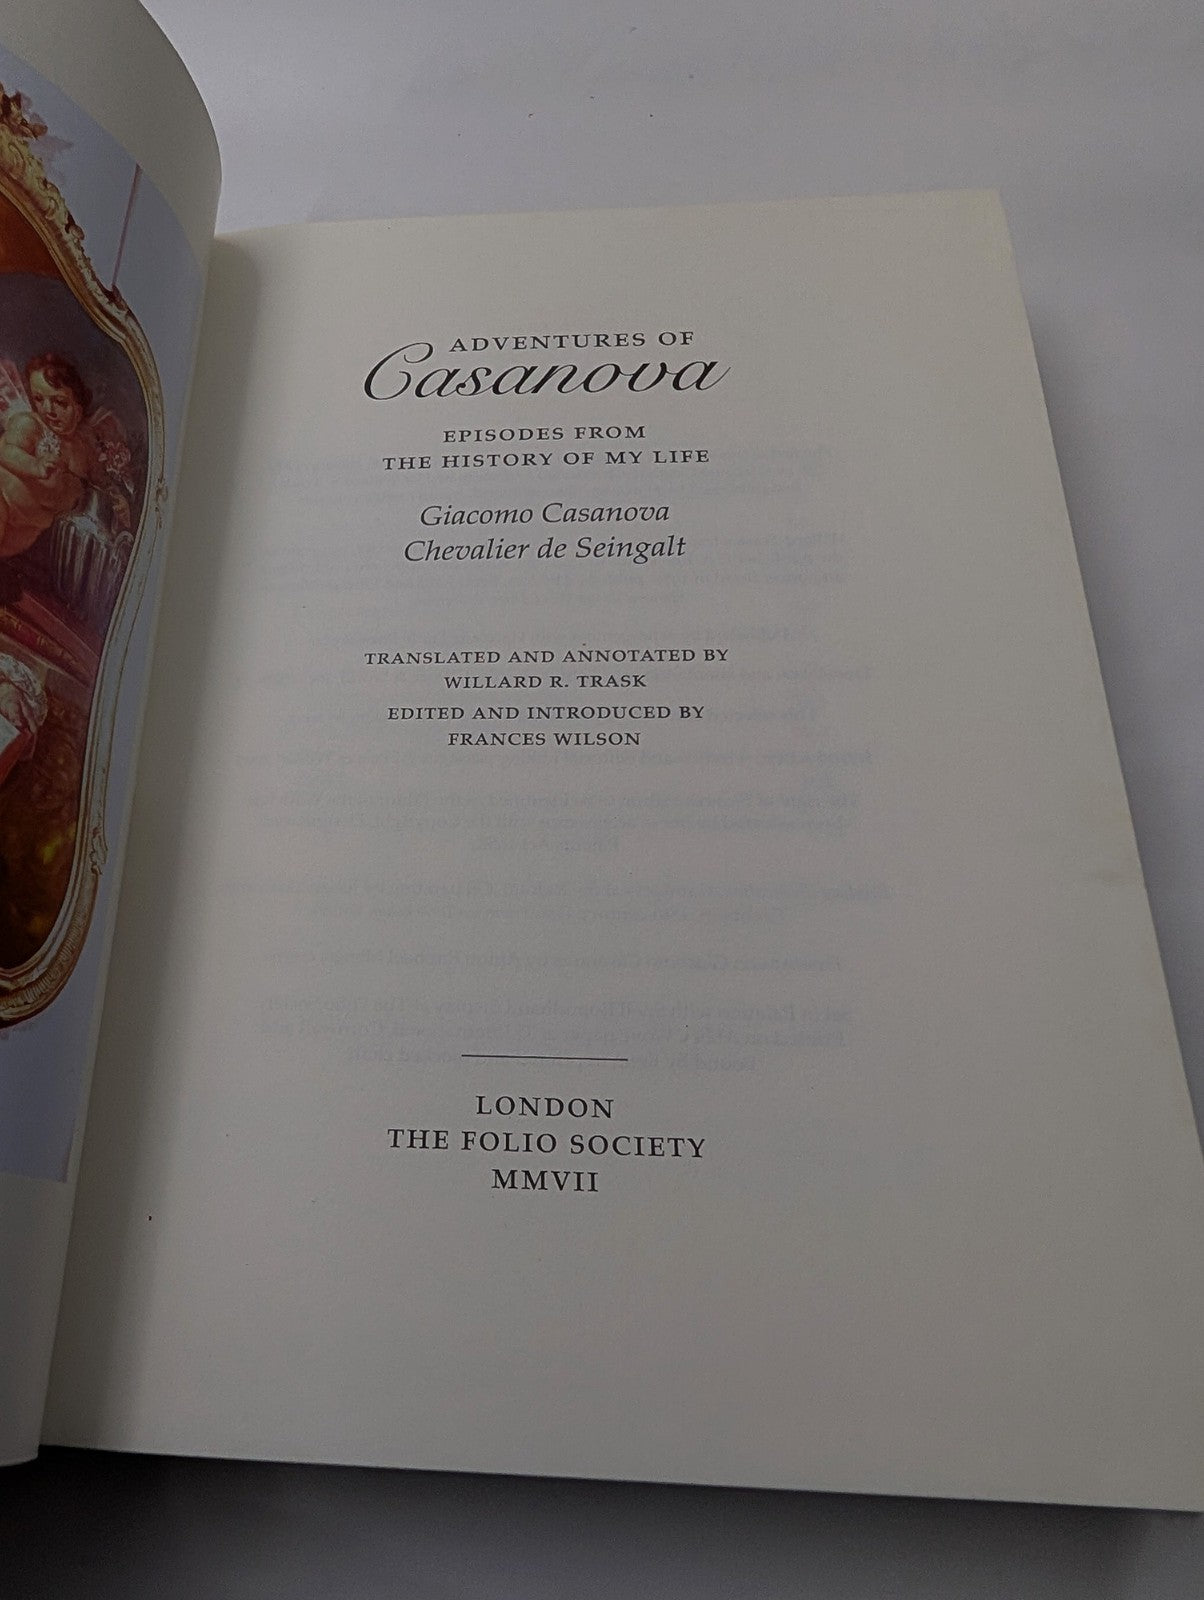 ADVENTURES OF
Casanova
EPISODES FROM
THE HISTORY OF MY LIFE
Giacomo Casanova
Chevalier de Seingalt
TRANSLATED AND ANNOTATED BY
WILLARD R. TRASK
EDITED AND INTRODUCED BY
FRANCES WILSON
LONDON
THE FOLIO SOCIETY
MMVII